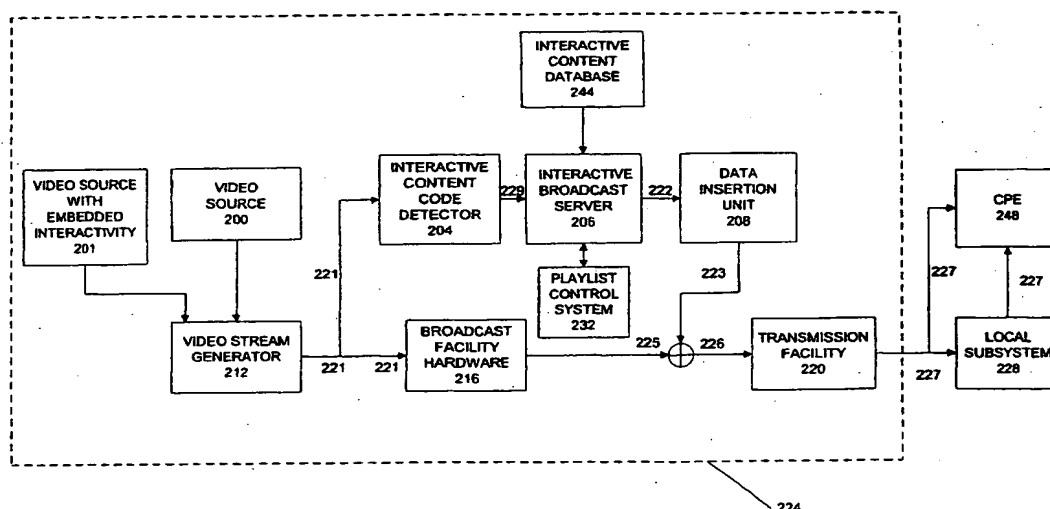 INTERACTIVE
CONTENT
DATABASE
244
VIDEO SOURCE
WITH
EMBEDDED
INTERACTIVITY
201
VIDEO
SOURCE
200
INTERACTIVE
CONTENT
CODE
DETECTOR
204
229
INTERACTIVE
BROADCAST
SERVER
206
222
DATA
INSERTION
UNIT
208
CPE
248
221
PLAYLIST
CONTROL
SYSTEM
232
223
227
227
VIDEO STREAM
GENERATOR
212
221
221
BROADCAST
FACILITY
HARDWARE
216
225
226
TRANSMISSION
FACILITY
220
227
LOCAL
SUBSYSTEM
228
224